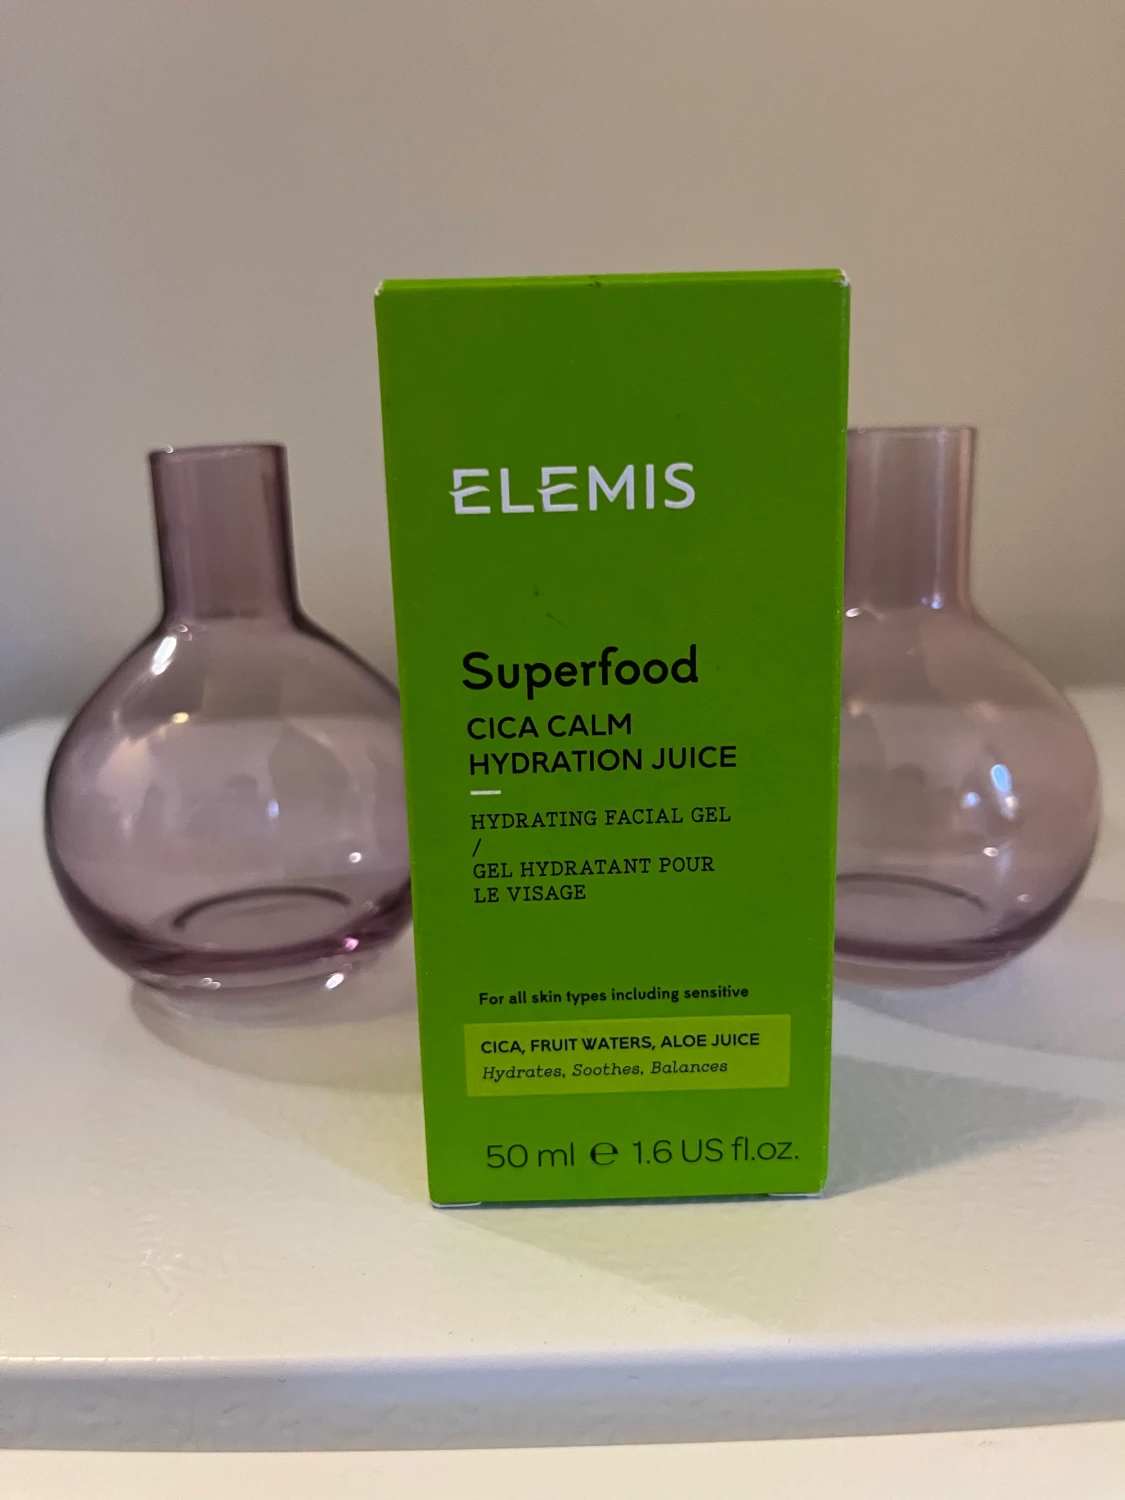 ELEMIS
Superfood
CICA CALM
HYDRATION JUICE
HYDRATING FACIAL GEL
/
GEL HYDRATANT POUR
LE VISAGE
For all skin types including sensitive
CICA, FRUIT WATERS, ALOE JUICE
Hydrates, Soothes, Balances
50 ml ℮ 1.6 US fl.oz.